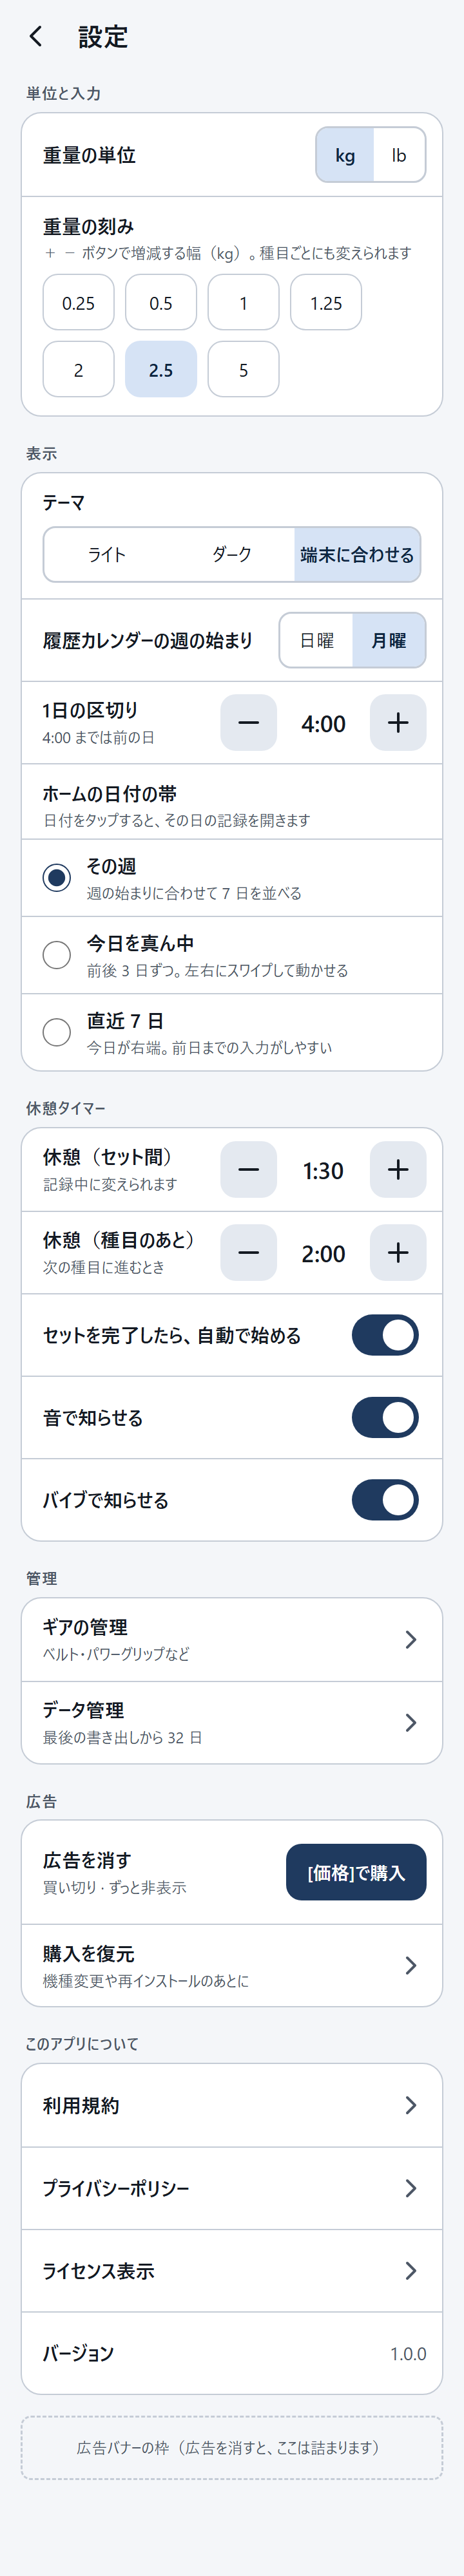 設定
単位と入力
重量の単位
kg
lb
重量の刻み
＋ − ボタンで増減する幅（kg）。種目ごとにも変えられます
0.25
0.5
1
1.25
2
2.5
5
表示
テーマ
ライト
ダーク
端末に合わせる
履歴カレンダーの週の始まり
日曜
月曜
1日の区切り
4:00 までは前の日
−
4:00
+
ホームの日付の帯
日付をタップすると、その日の記録を開きます
その週
週の始まりに合わせて 7 日を並べる
今日を真ん中
前後 3 日ずつ。左右にスワイプして動かせる
直近 7 日
今日が右端。前日までの入力がしやすい
休憩タイマー
休憩（セット間）
記録中に変えられます
−
1:30
+
休憩（種目のあと）
次の種目に進むとき
−
2:00
+
セットを完了したら、自動で始める
音で知らせる
バイブで知らせる
管理
ギアの管理
ベルト・パワーグリップなど
データ管理
最後の書き出しから 32 日
広告
広告を消す
買い切り · ずっと非表示
[価格]で購入
購入を復元
機種変更や再インストールのあとに
このアプリについて
利用規約
プライバシーポリシー
ライセンス表示
バージョン
1.0.0
広告バナーの枠（広告を消すと、ここは詰まります）